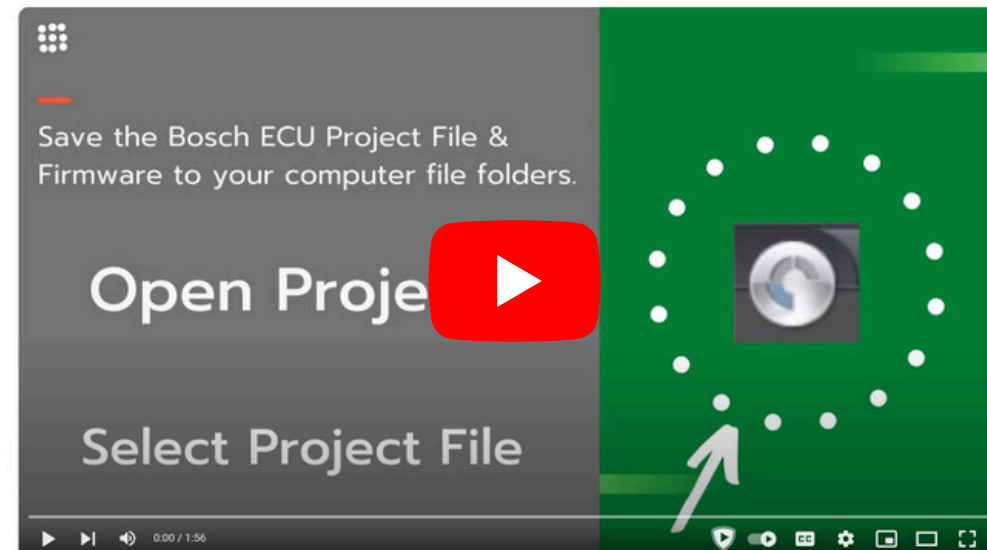 Save the Bosch ECU Project File &
Firmware to your computer file folders.
Open Proje
Select Project File
0:00 / 1:56
CC